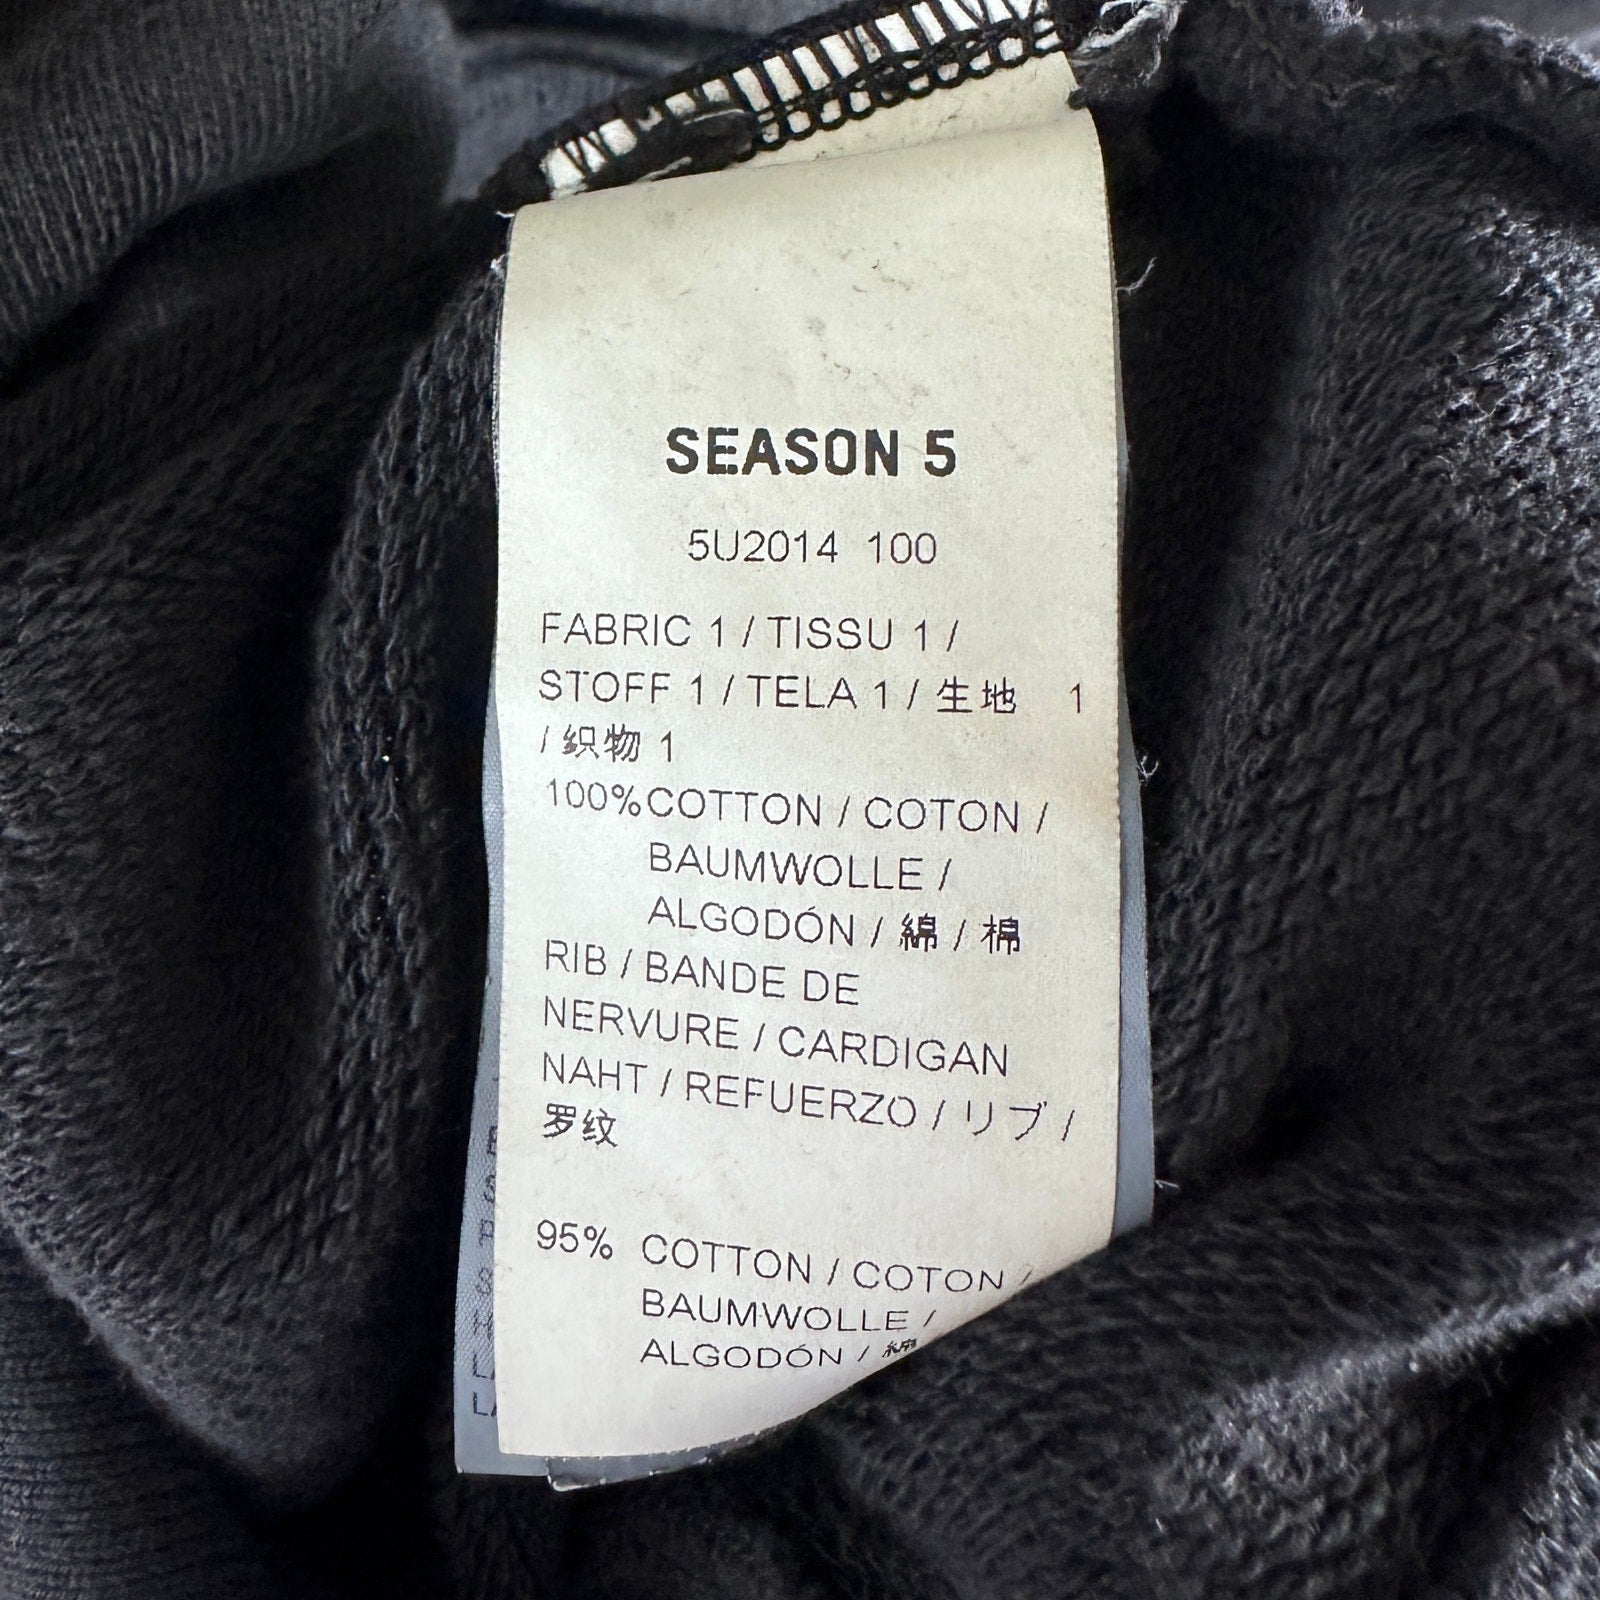 SEASON 5
5U2014 100
FABRIC 1 / TISSU 1 /
STOFF 1 / TELA 1 / 生地 1
/ 织物 1
100%COTTON / COTON /
BAUMWOLLE /
ALGODÓN / 綿 / 棉
RIB / BANDE DE
NERVURE / CARDIGAN
NAHT / REFUERZO / リブ /
罗纹
95% COTTON / COTON /
BAUMWOLLE /
ALGODÓN / 綿